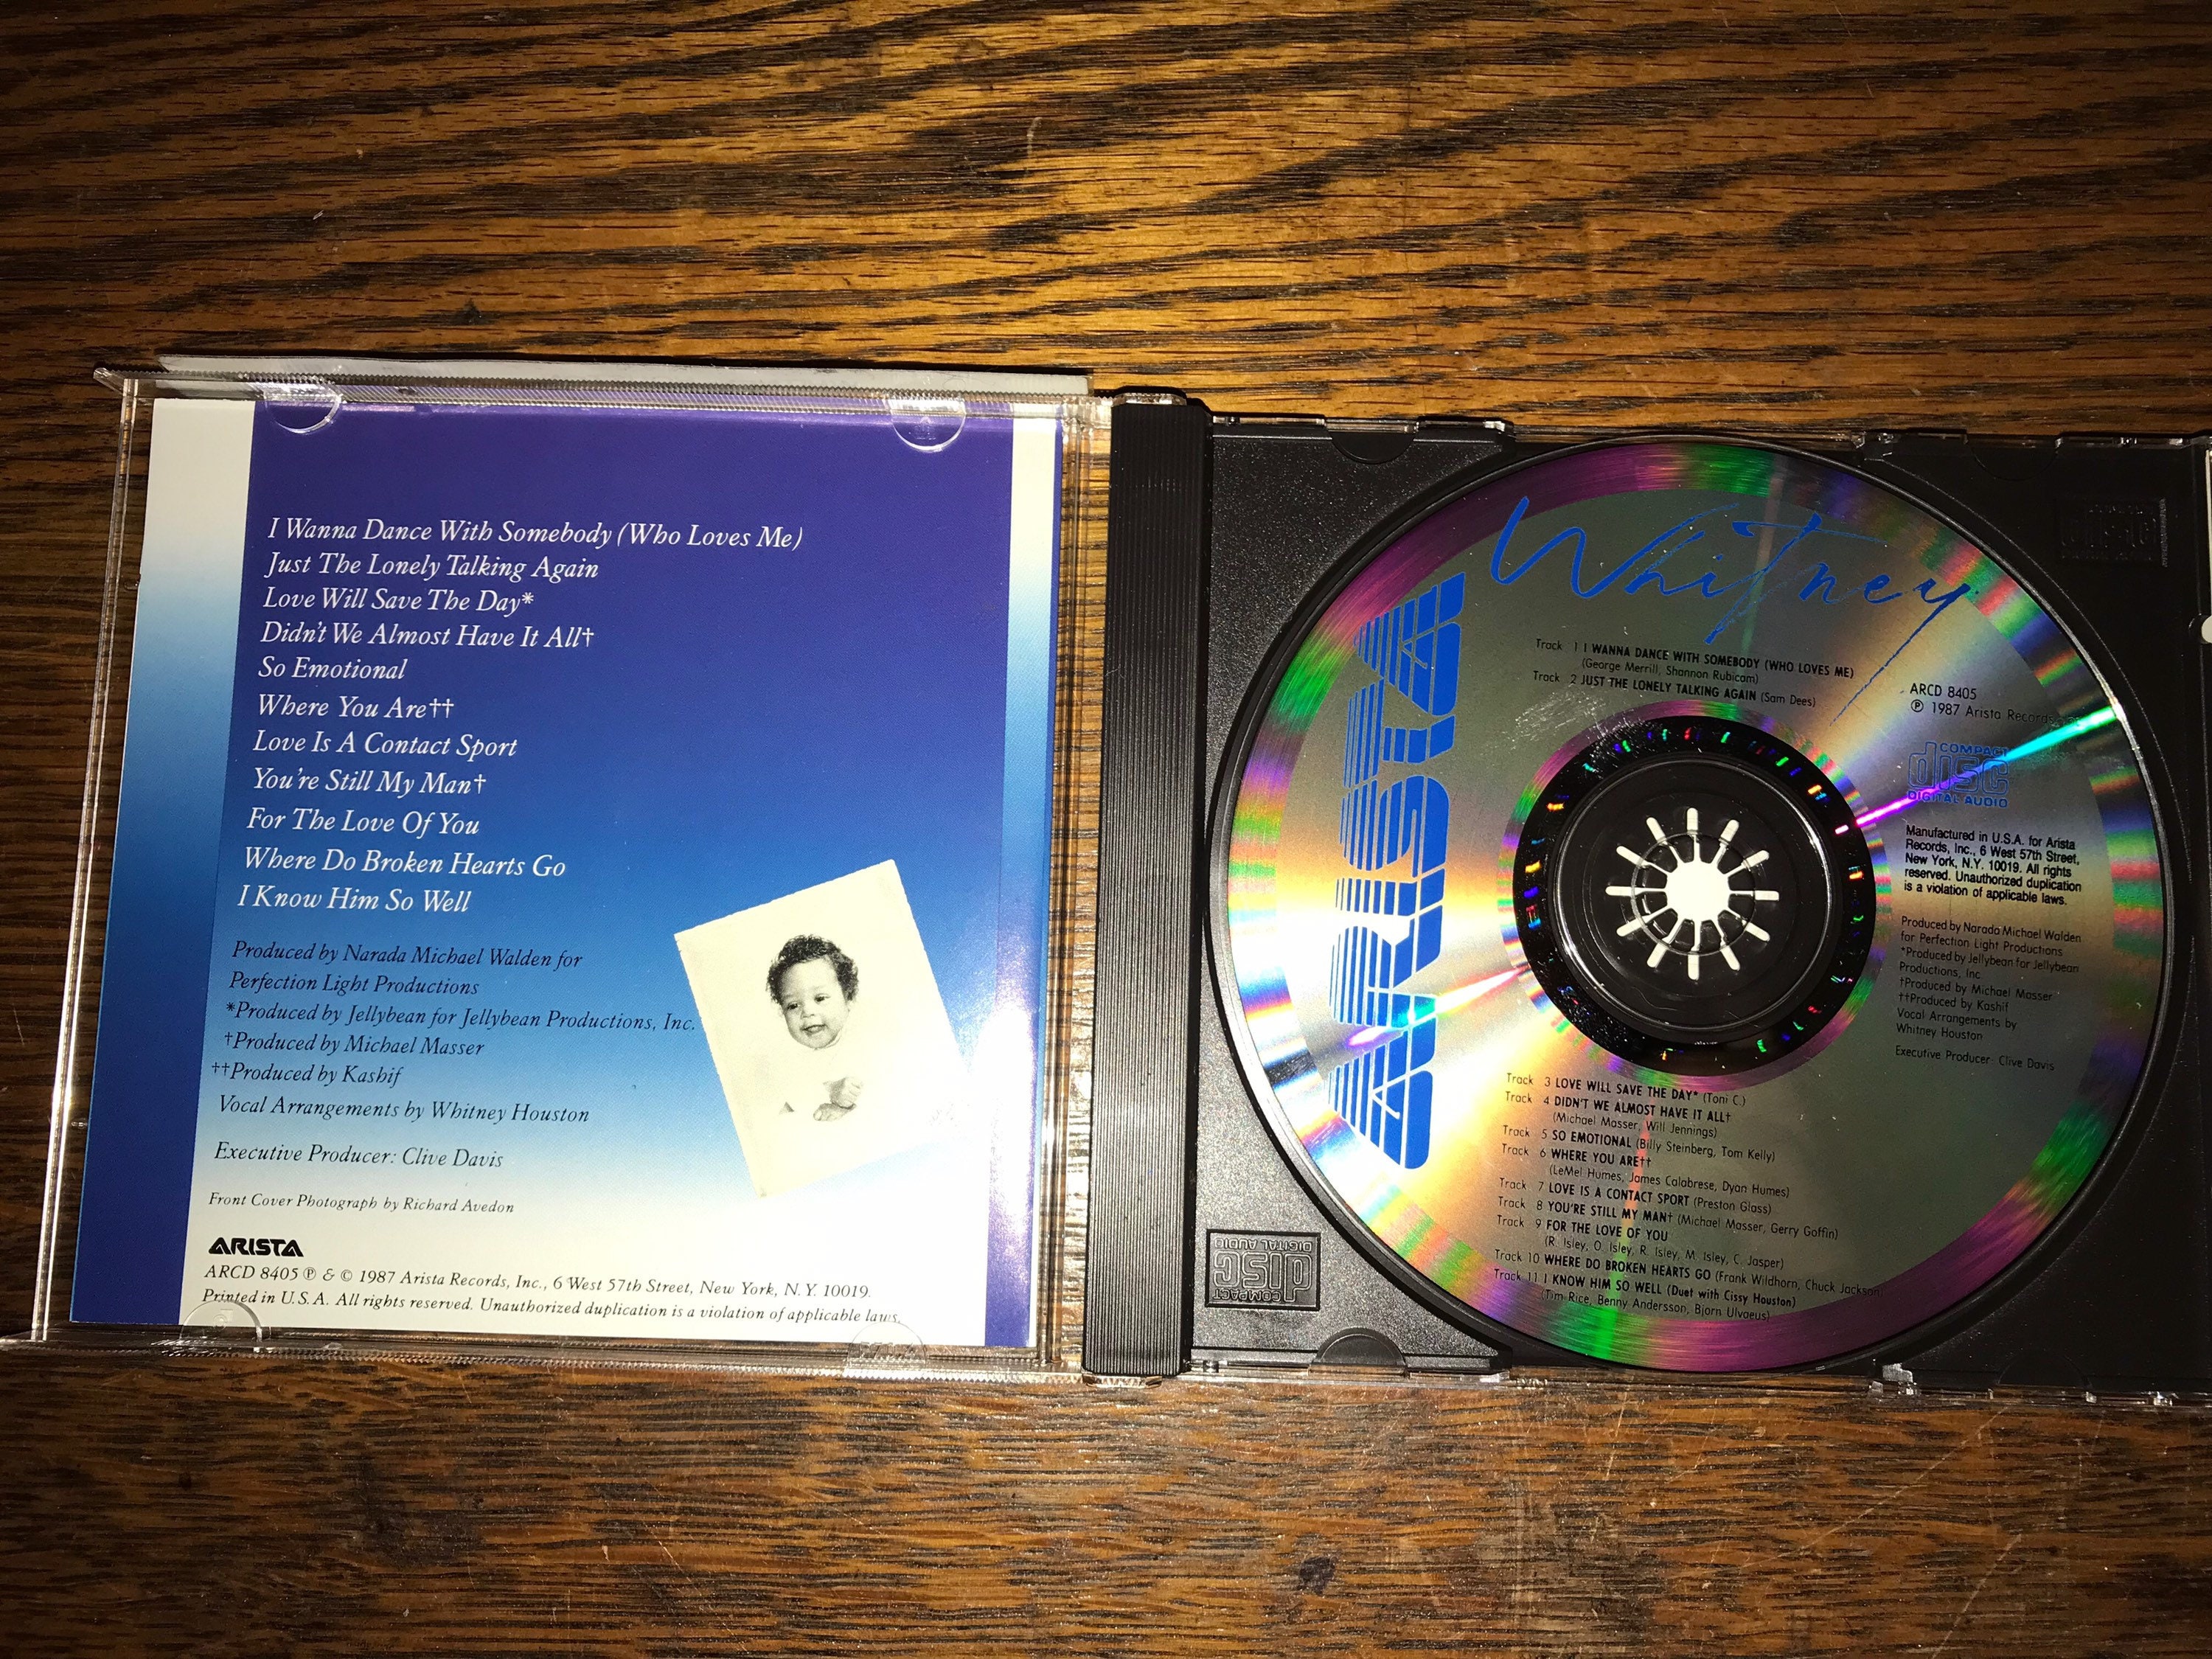 I Wanna Dance With Somebody (Who Loves Me)
Just The Lonely Talking Again
Love Will Save The Day*
Didn't We Almost Have It All†
So Emotional
Where You Are††
Love Is A Contact Sport
You're Still My Man†
For The Love Of You
Where Do Broken Hearts Go
I Know Him So Well
Produced by Narada Michael Walden for
Perfection Light Productions
*Produced by Jellybean for Jellybean Productions, Inc.
†Produced by Michael Masser
††Produced by Kashif
Vocal Arrangements by Whitney Houston
Executive Producer: Clive Davis
Front Cover Photograph by Richard Avedon
ARISTA
ARCD 8405 ℗ & © 1987 Arista Records, Inc., 6 West 57th Street, New York, N.Y. 10019.
Printed in U.S.A. All rights reserved. Unauthorized duplication is a violation of applicable laws.
Whitney
ARISTA
Track 1 I WANNA DANCE WITH SOMEBODY (WHO LOVES ME)
(George Merrill, Shannon Rubicam)
Track 2 JUST THE LONELY TALKING AGAIN (Sam Dees)
ARCD 8405
℗ 1987 Arista Records
COMPACT
disc
DIGITAL AUDIO
Manufactured in U.S.A. for Arista
Records, Inc., 6 West 57th Street,
New York, N.Y. 10019. All rights
reserved. Unauthorized duplication
is a violation of applicable laws.
Produced by Narada Michael Walden
for Perfection Light Productions
*Produced by Jellybean for Jellybean
Productions, Inc.
†Produced by Michael Masser
††Produced by Kashif
Vocal Arrangements by
Whitney Houston
Executive Producer: Clive Davis
Track 3 LOVE WILL SAVE THE DAY* (Toni C.)
Track 4 DIDN'T WE ALMOST HAVE IT ALL†
(Michael Masser, Will Jennings)
Track 5 SO EMOTIONAL (Billy Steinberg, Tom Kelly)
Track 6 WHERE YOU ARE††
(LeMel Humes, James Calabrese, Dyan Humes)
Track 7 LOVE IS A CONTACT SPORT (Preston Glass)
Track 8 YOU'RE STILL MY MAN† (Michael Masser, Gerry Goffin)
Track 9 FOR THE LOVE OF YOU
(R. Isley, O. Isley, R. Isley, M. Isley, C. Jasper)
Track 10 WHERE DO BROKEN HEARTS GO (Frank Wildhorn, Chuck Jackson)
Track 11 I KNOW HIM SO WELL (Duet with Cissy Houston)
(Tim Rice, Benny Andersson, Bjorn Ulvaeus)
COMPACT
disc
DIGITAL AUDIO